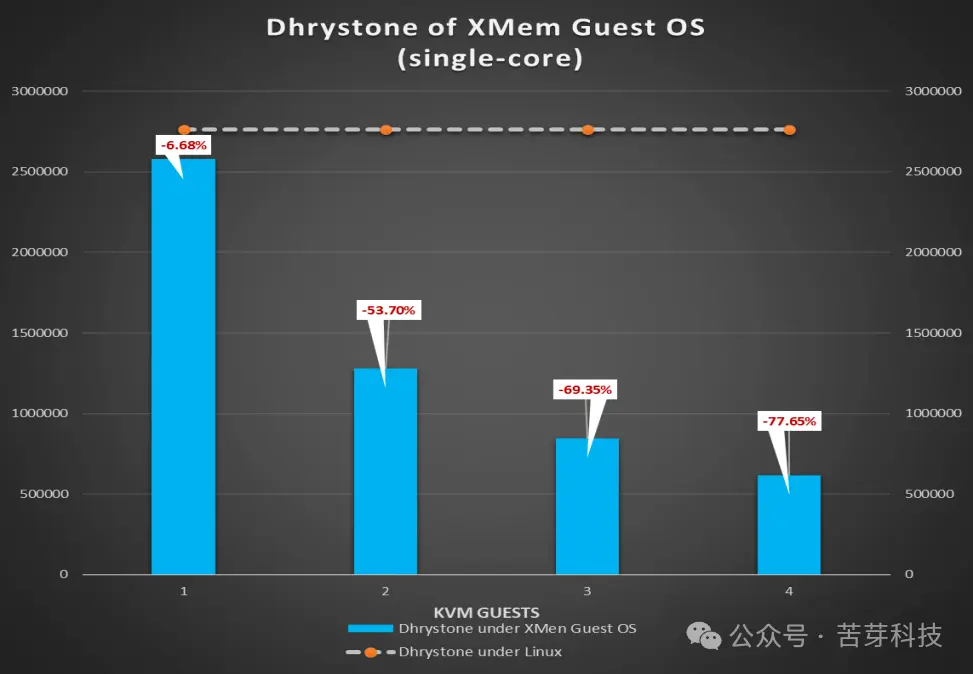 Dhrystone of XMem Guest OS
(single-core)
3000000 3000000
-6.68%
2500000 2500000
2000000 2000000
-53.70%
1500000 1500000
-69.35%
1000000 1000000
-77.65%
500000 500000
0 0
1 2 3 4
KVM GUESTS
Dhrystone under XMen Guest OS
Dhrystone under Linux
公众号 · 苦芽科技